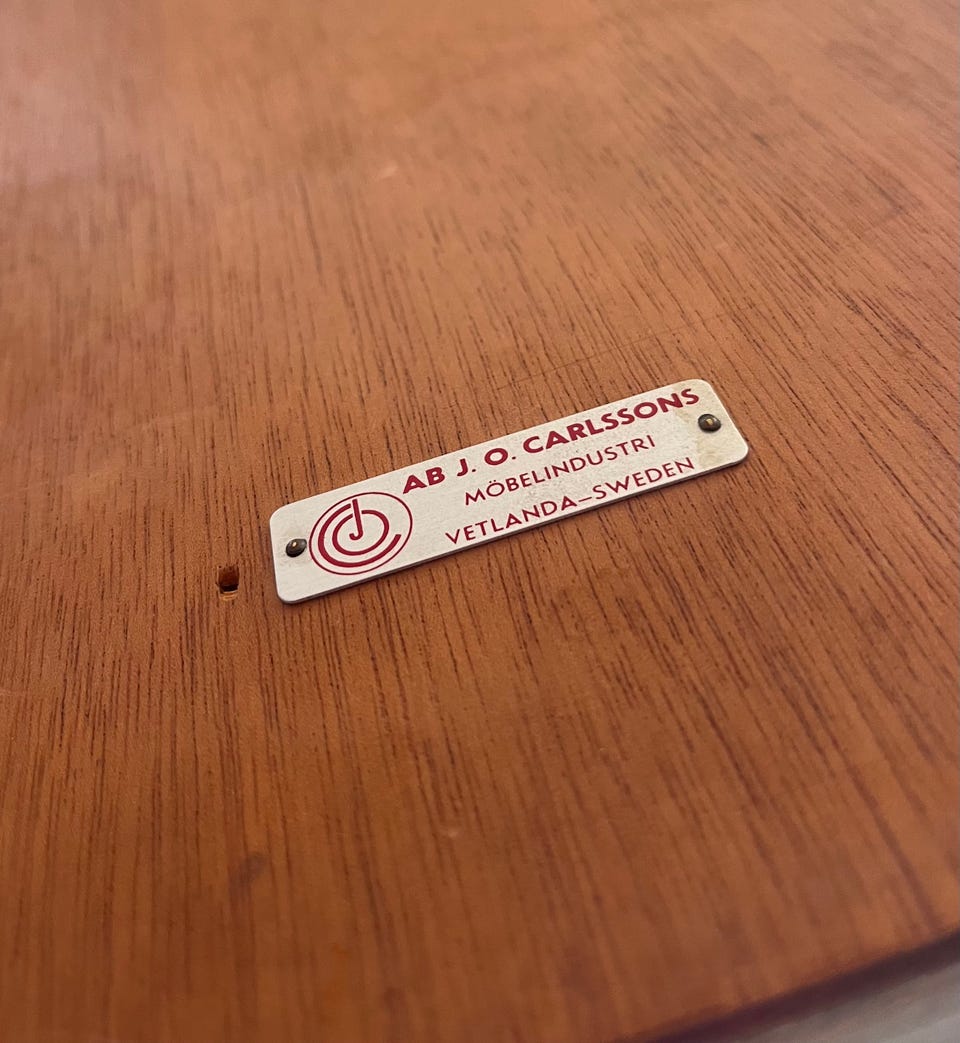 AB J. O. CARLSSONS
MÖBELINDUSTRI
VETLANDA–SWEDEN